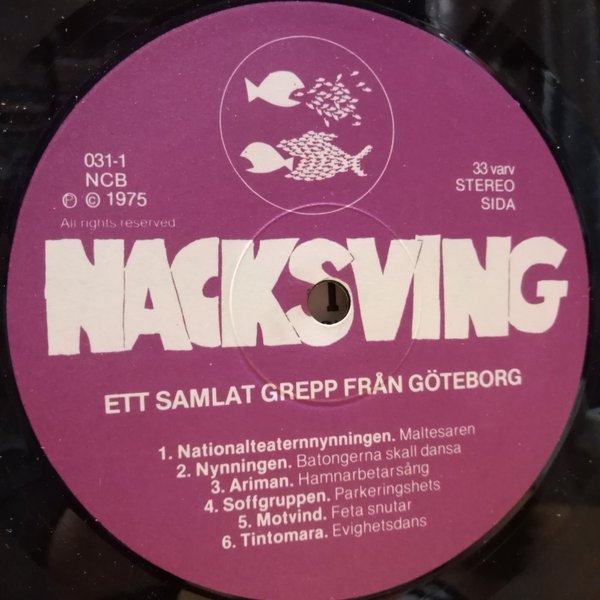 031-1
NCB
Ⓟ © 1975
All rights reserved
33 varv
STEREO
SIDA
1
NACKSVING
ETT SAMLAT GREPP FRÅN GÖTEBORG
1. Nationalteaternnynningen. Maltesaren
2. Nynningen. Batongerna skall dansa
3. Ariman. Hamnarbetarsång
4. Soffgruppen. Parkeringshets
5. Motvind. Feta snutar
6. Tintomara. Evighetsdans